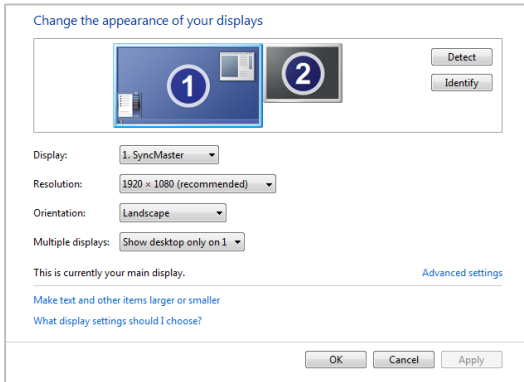 Change the appearance of your displays
1
2
Detect
Identify
Display: 1. SyncMaster
Resolution: 1920 × 1080 (recommended)
Orientation: Landscape
Multiple displays: Show desktop only on 1
This is currently your main display. Advanced settings
Make text and other items larger or smaller
What display settings should I choose?
OK Cancel Apply